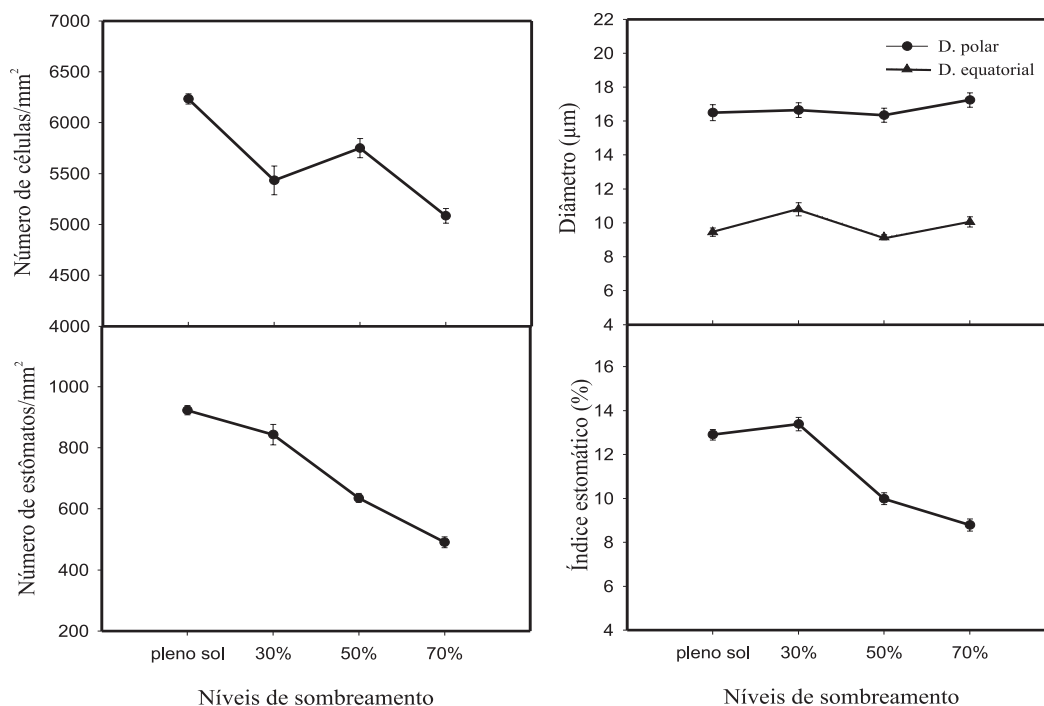 7000
6500
6000
5500
5000
4500
4000
Número de células/mm²
22
20
18
16
14
12
10
8
6
4
Diâmetro (μm)
D. polar
D. equatorial
1000
800
600
400
200
Número de estômatos/mm²
pleno sol 30% 50% 70%
Níveis de sombreamento
16
14
12
10
8
6
4
Índice estomático (%)
pleno sol 30% 50% 70%
Níveis de sombreamento